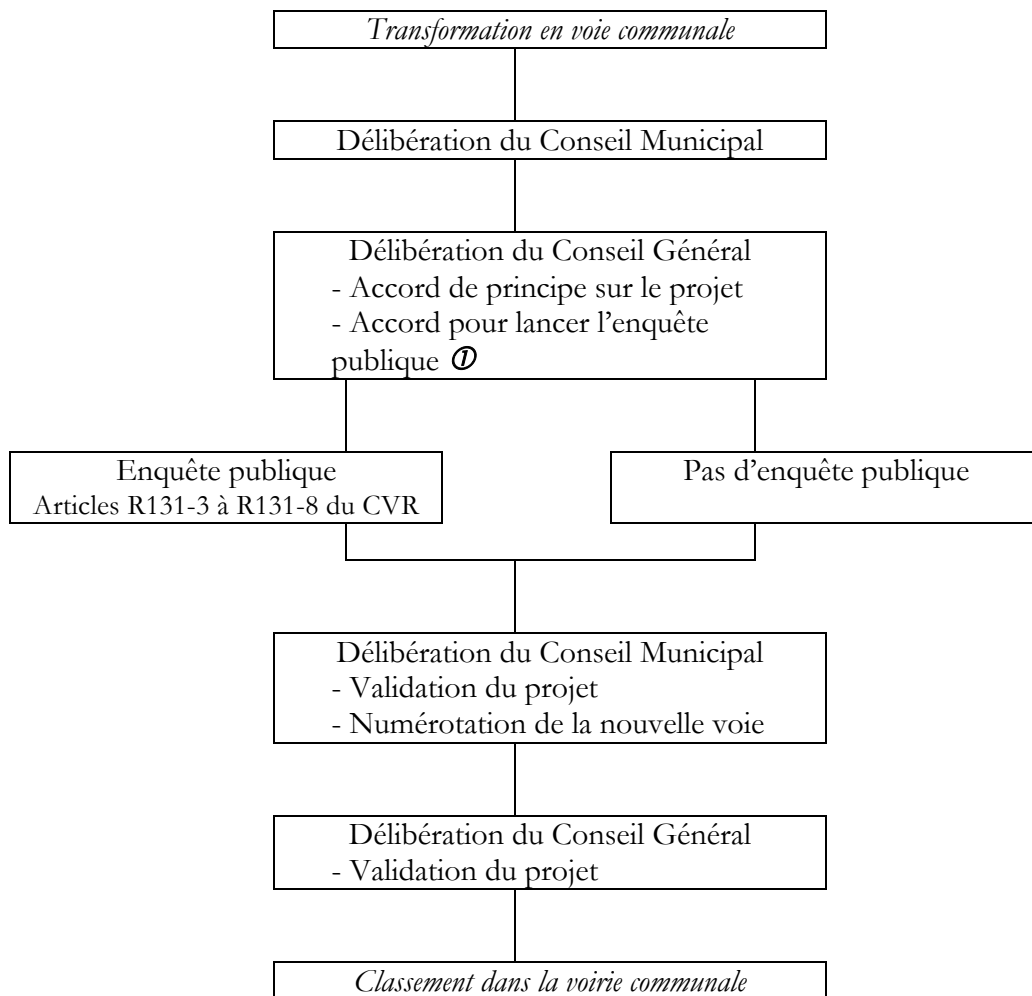 Transformation en voie communale
Délibération du Conseil Municipal
Délibération du Conseil Général
- Accord de principe sur le projet
- Accord pour lancer l’enquête
publique ①
Enquête publique
Articles R131-3 à R131-8 du CVR
Pas d’enquête publique
Délibération du Conseil Municipal
- Validation du projet
- Numérotation de la nouvelle voie
Délibération du Conseil Général
- Validation du projet
Classement dans la voirie communale